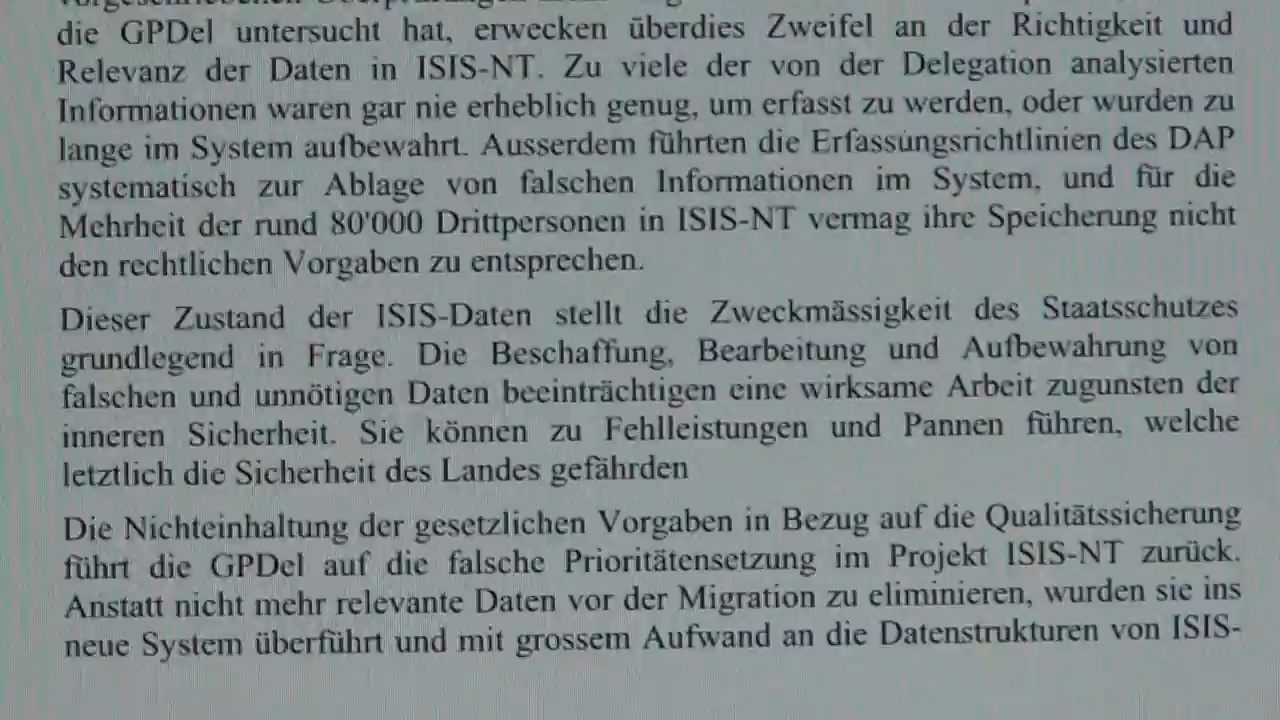 die GPDel untersucht hat, erwecken überdies Zweifel an der Richtigkeit und
Relevanz der Daten in ISIS-NT. Zu viele der von der Delegation analysierten
Informationen waren gar nie erheblich genug, um erfasst zu werden, oder wurden zu
lange im System aufbewahrt. Ausserdem führten die Erfassungsrichtlinien des DAP
systematisch zur Ablage von falschen Informationen im System, und für die
Mehrheit der rund 80'000 Drittpersonen in ISIS-NT vermag ihre Speicherung nicht
den rechtlichen Vorgaben zu entsprechen.
Dieser Zustand der ISIS-Daten stellt die Zweckmässigkeit des Staatsschutzes
grundlegend in Frage. Die Beschaffung, Bearbeitung und Aufbewahrung von
falschen und unnötigen Daten beeinträchtigen eine wirksame Arbeit zugunsten der
inneren Sicherheit. Sie können zu Fehlleistungen und Pannen führen, welche
letztlich die Sicherheit des Landes gefährden
Die Nichteinhaltung der gesetzlichen Vorgaben in Bezug auf die Qualitätssicherung
führt die GPDel auf die falsche Prioritätensetzung im Projekt ISIS-NT zurück.
Anstatt nicht mehr relevante Daten vor der Migration zu eliminieren, wurden sie ins
neue System überführt und mit grossem Aufwand an die Datenstrukturen von ISIS-